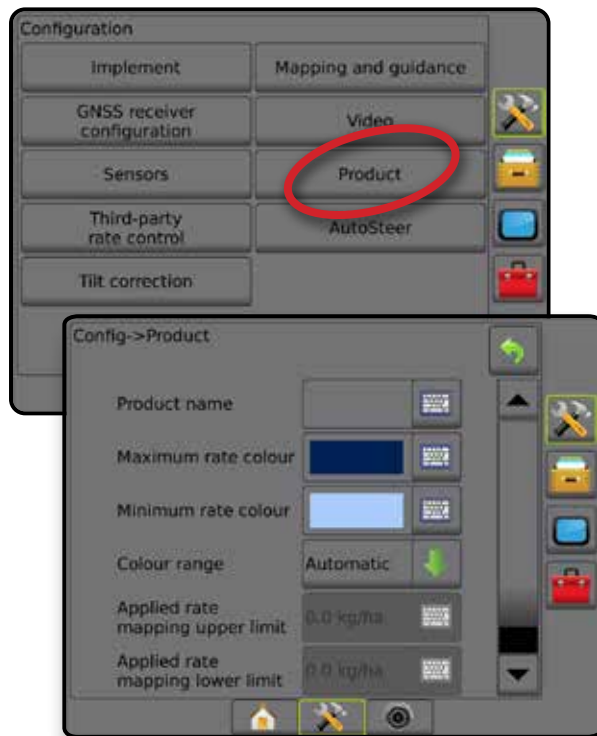 Configuration
Implement
Mapping and guidance
GNSS receiver
configuration
Video
Sensors
Product
Third-party
rate control
AutoSteer
Tilt correction
Config->Product
Product name
Maximum rate colour
Minimum rate colour
Colour range
Automatic
Applied rate
mapping upper limit
0.0 kg/ha
Applied rate
mapping lower limit
0.0 kg/ha